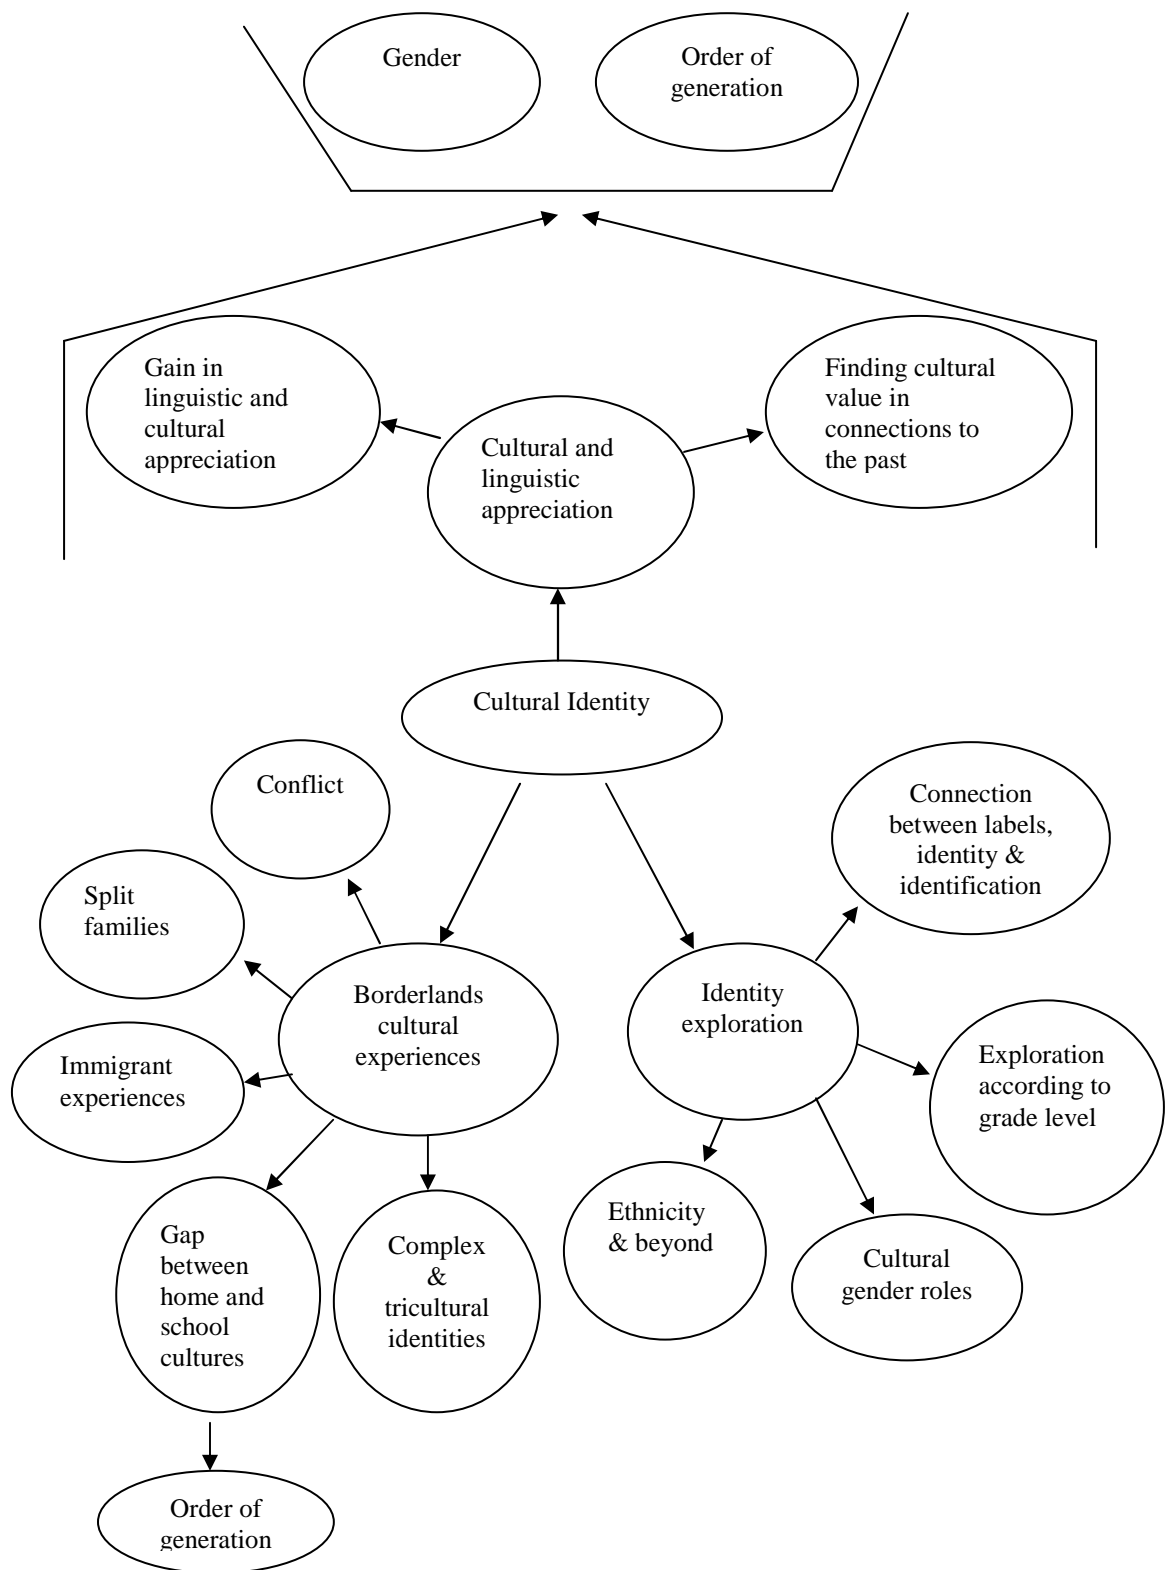 Gender
Order of
generation
Gain in
linguistic and
cultural
appreciation
Cultural and
linguistic
appreciation
Finding cultural
value in
connections to
the past
Cultural Identity
Conflict
Connection
between labels,
identity &
identification
Split
families
Borderlands
cultural
experiences
Identity
exploration
Immigrant
experiences
Exploration
according to
grade level
Gap
between
home and
school
cultures
Complex
&
tricultural
identities
Ethnicity
& beyond
Cultural
gender roles
Order of
generation